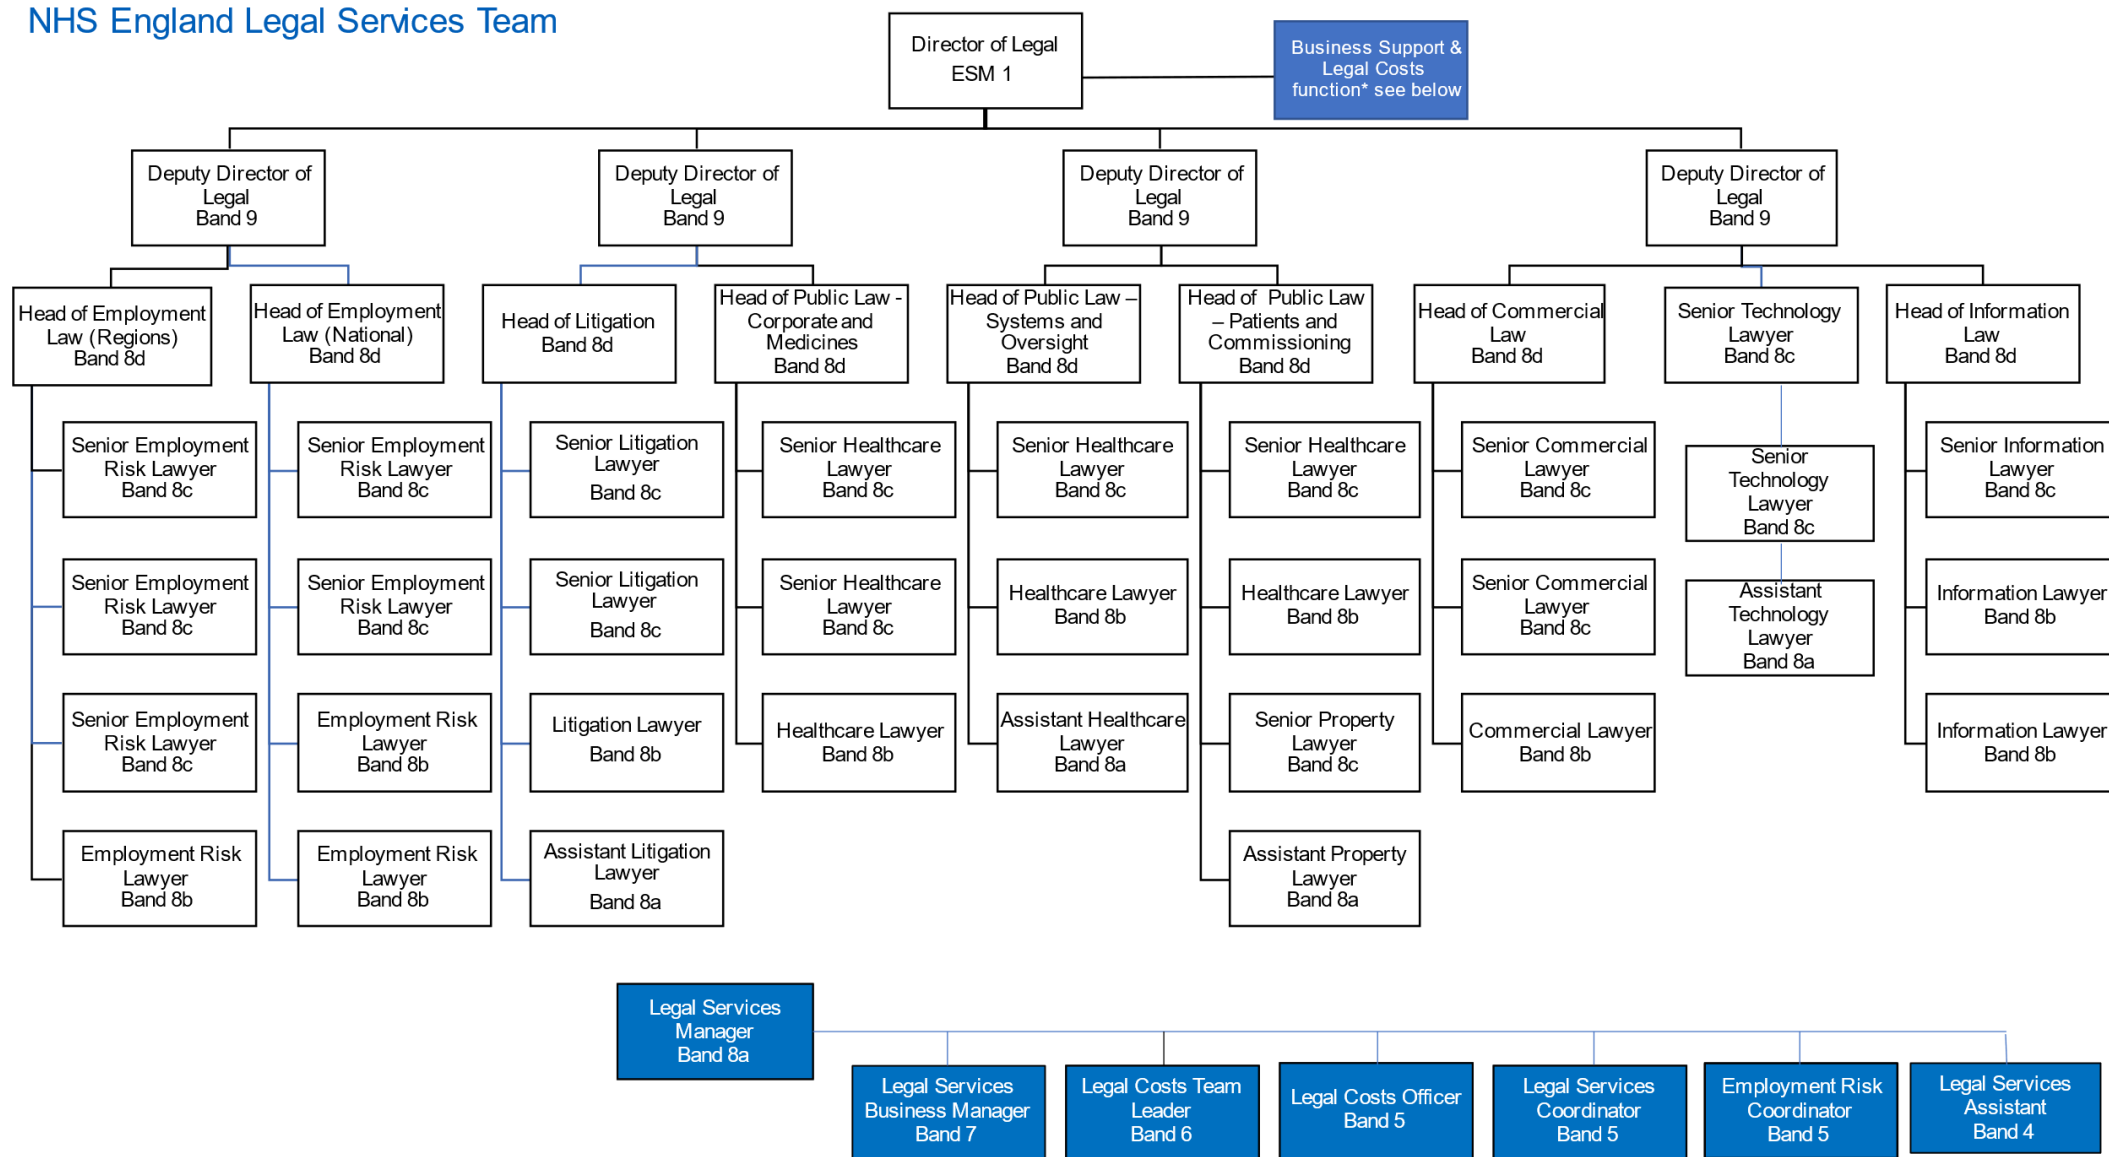 NHS England Legal Services Team
Director of Legal
ESM 1
Business Support &
Legal Costs
function* see below
Deputy Director of
Legal
Band 9
Deputy Director of
Legal
Band 9
Deputy Director of
Legal
Band 9
Deputy Director of
Legal
Band 9
Head of Employment
Law (Regions)
Band 8d
Head of Employment
Law (National)
Band 8d
Head of Litigation
Band 8d
Head of Public Law -
Corporate and
Medicines
Band 8d
Head of Public Law –
Systems and
Oversight
Band 8d
Head of Public Law
– Patients and
Commissioning
Band 8d
Head of Commercial
Law
Band 8d
Senior Technology
Lawyer
Band 8c
Head of Information
Law
Band 8d
Senior Employment
Risk Lawyer
Band 8c
Senior Employment
Risk Lawyer
Band 8c
Senior Litigation
Lawyer
Band 8c
Senior Healthcare
Lawyer
Band 8c
Senior Healthcare
Lawyer
Band 8c
Senior Healthcare
Lawyer
Band 8c
Senior Commercial
Lawyer
Band 8c
Senior
Technology
Lawyer
Band 8c
Senior Information
Lawyer
Band 8c
Senior Employment
Risk Lawyer
Band 8c
Senior Employment
Risk Lawyer
Band 8c
Senior Litigation
Lawyer
Band 8c
Senior Healthcare
Lawyer
Band 8c
Healthcare Lawyer
Band 8b
Healthcare Lawyer
Band 8b
Senior Commercial
Lawyer
Band 8c
Assistant
Technology
Lawyer
Band 8a
Information Lawyer
Band 8b
Senior Employment
Risk Lawyer
Band 8c
Employment Risk
Lawyer
Band 8b
Litigation Lawyer
Band 8b
Healthcare Lawyer
Band 8b
Assistant Healthcare
Lawyer
Band 8a
Senior Property
Lawyer
Band 8c
Commercial Lawyer
Band 8b
Information Lawyer
Band 8b
Employment Risk
Lawyer
Band 8b
Employment Risk
Lawyer
Band 8b
Assistant Litigation
Lawyer
Band 8a
Assistant Property
Lawyer
Band 8a
Legal Services
Manager
Band 8a
Legal Services
Business Manager
Band 7
Legal Costs Team
Leader
Band 6
Legal Costs Officer
Band 5
Legal Services
Coordinator
Band 5
Employment Risk
Coordinator
Band 5
Legal Services
Assistant
Band 4